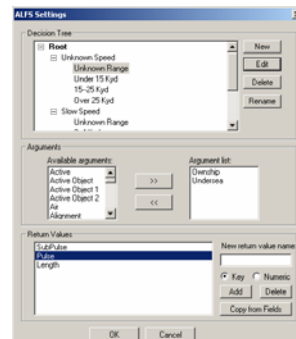 ALFS Settings
Decision Tree
Root
Unknown Speed
Unknown Range
Under 15 Kyd
15-25 Kyd
Over 25 Kyd
Slow Speed
Unknown Range
New
Edit
Delete
Rename
Arguments
Available arguments:
Active
Active Object
Active Object 1
Active Object 2
Air
Alignment
>>
<<
Argument list:
Ownship
Undersea
Return Values
SubPulse
Pulse
Length
New return value name:
Key Numeric
Add Delete
Copy from Fields
OK Cancel